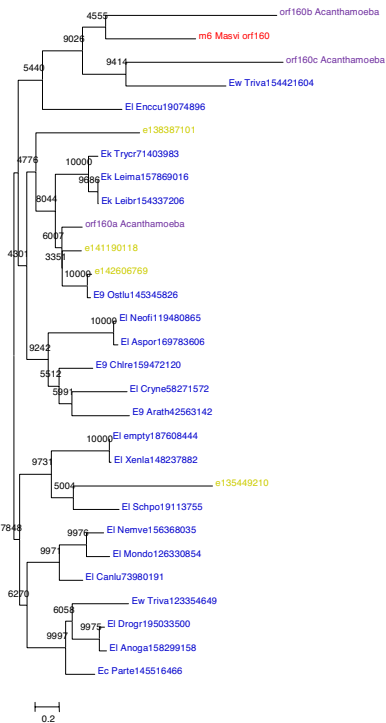 4555
orf160b Acanthamoeba
9026
m6 Masvi orf160
9414
orf160c Acanthamoeba
5440
Ew Triva154421604
El Enccu19074896
e138387101
4776
10000
Ek Trycr71403983
9686
Ek Leima157869016
8044
Ek Leibr154337206
orf160a Acanthamoeba
6007
4301
3351
e141190118
10000
e142606769
E9 Ostlu145345826
10000
El Neofi119480865
El Aspor169783606
9242
E9 Chlre159472120
5512
5991
El Cryne58271572
E9 Arath42563142
10000
El empty187608444
9731
El Xenla148237882
5004
e135449210
El Schpo19113755
7848
9976
El Nemve156368035
9971
El Mondo126330854
El Canlu73980191
6270
Ew Triva123354649
6058
9975
El Drogr195033500
9997
El Anoga158299158
Ec Parte145516466
0.2